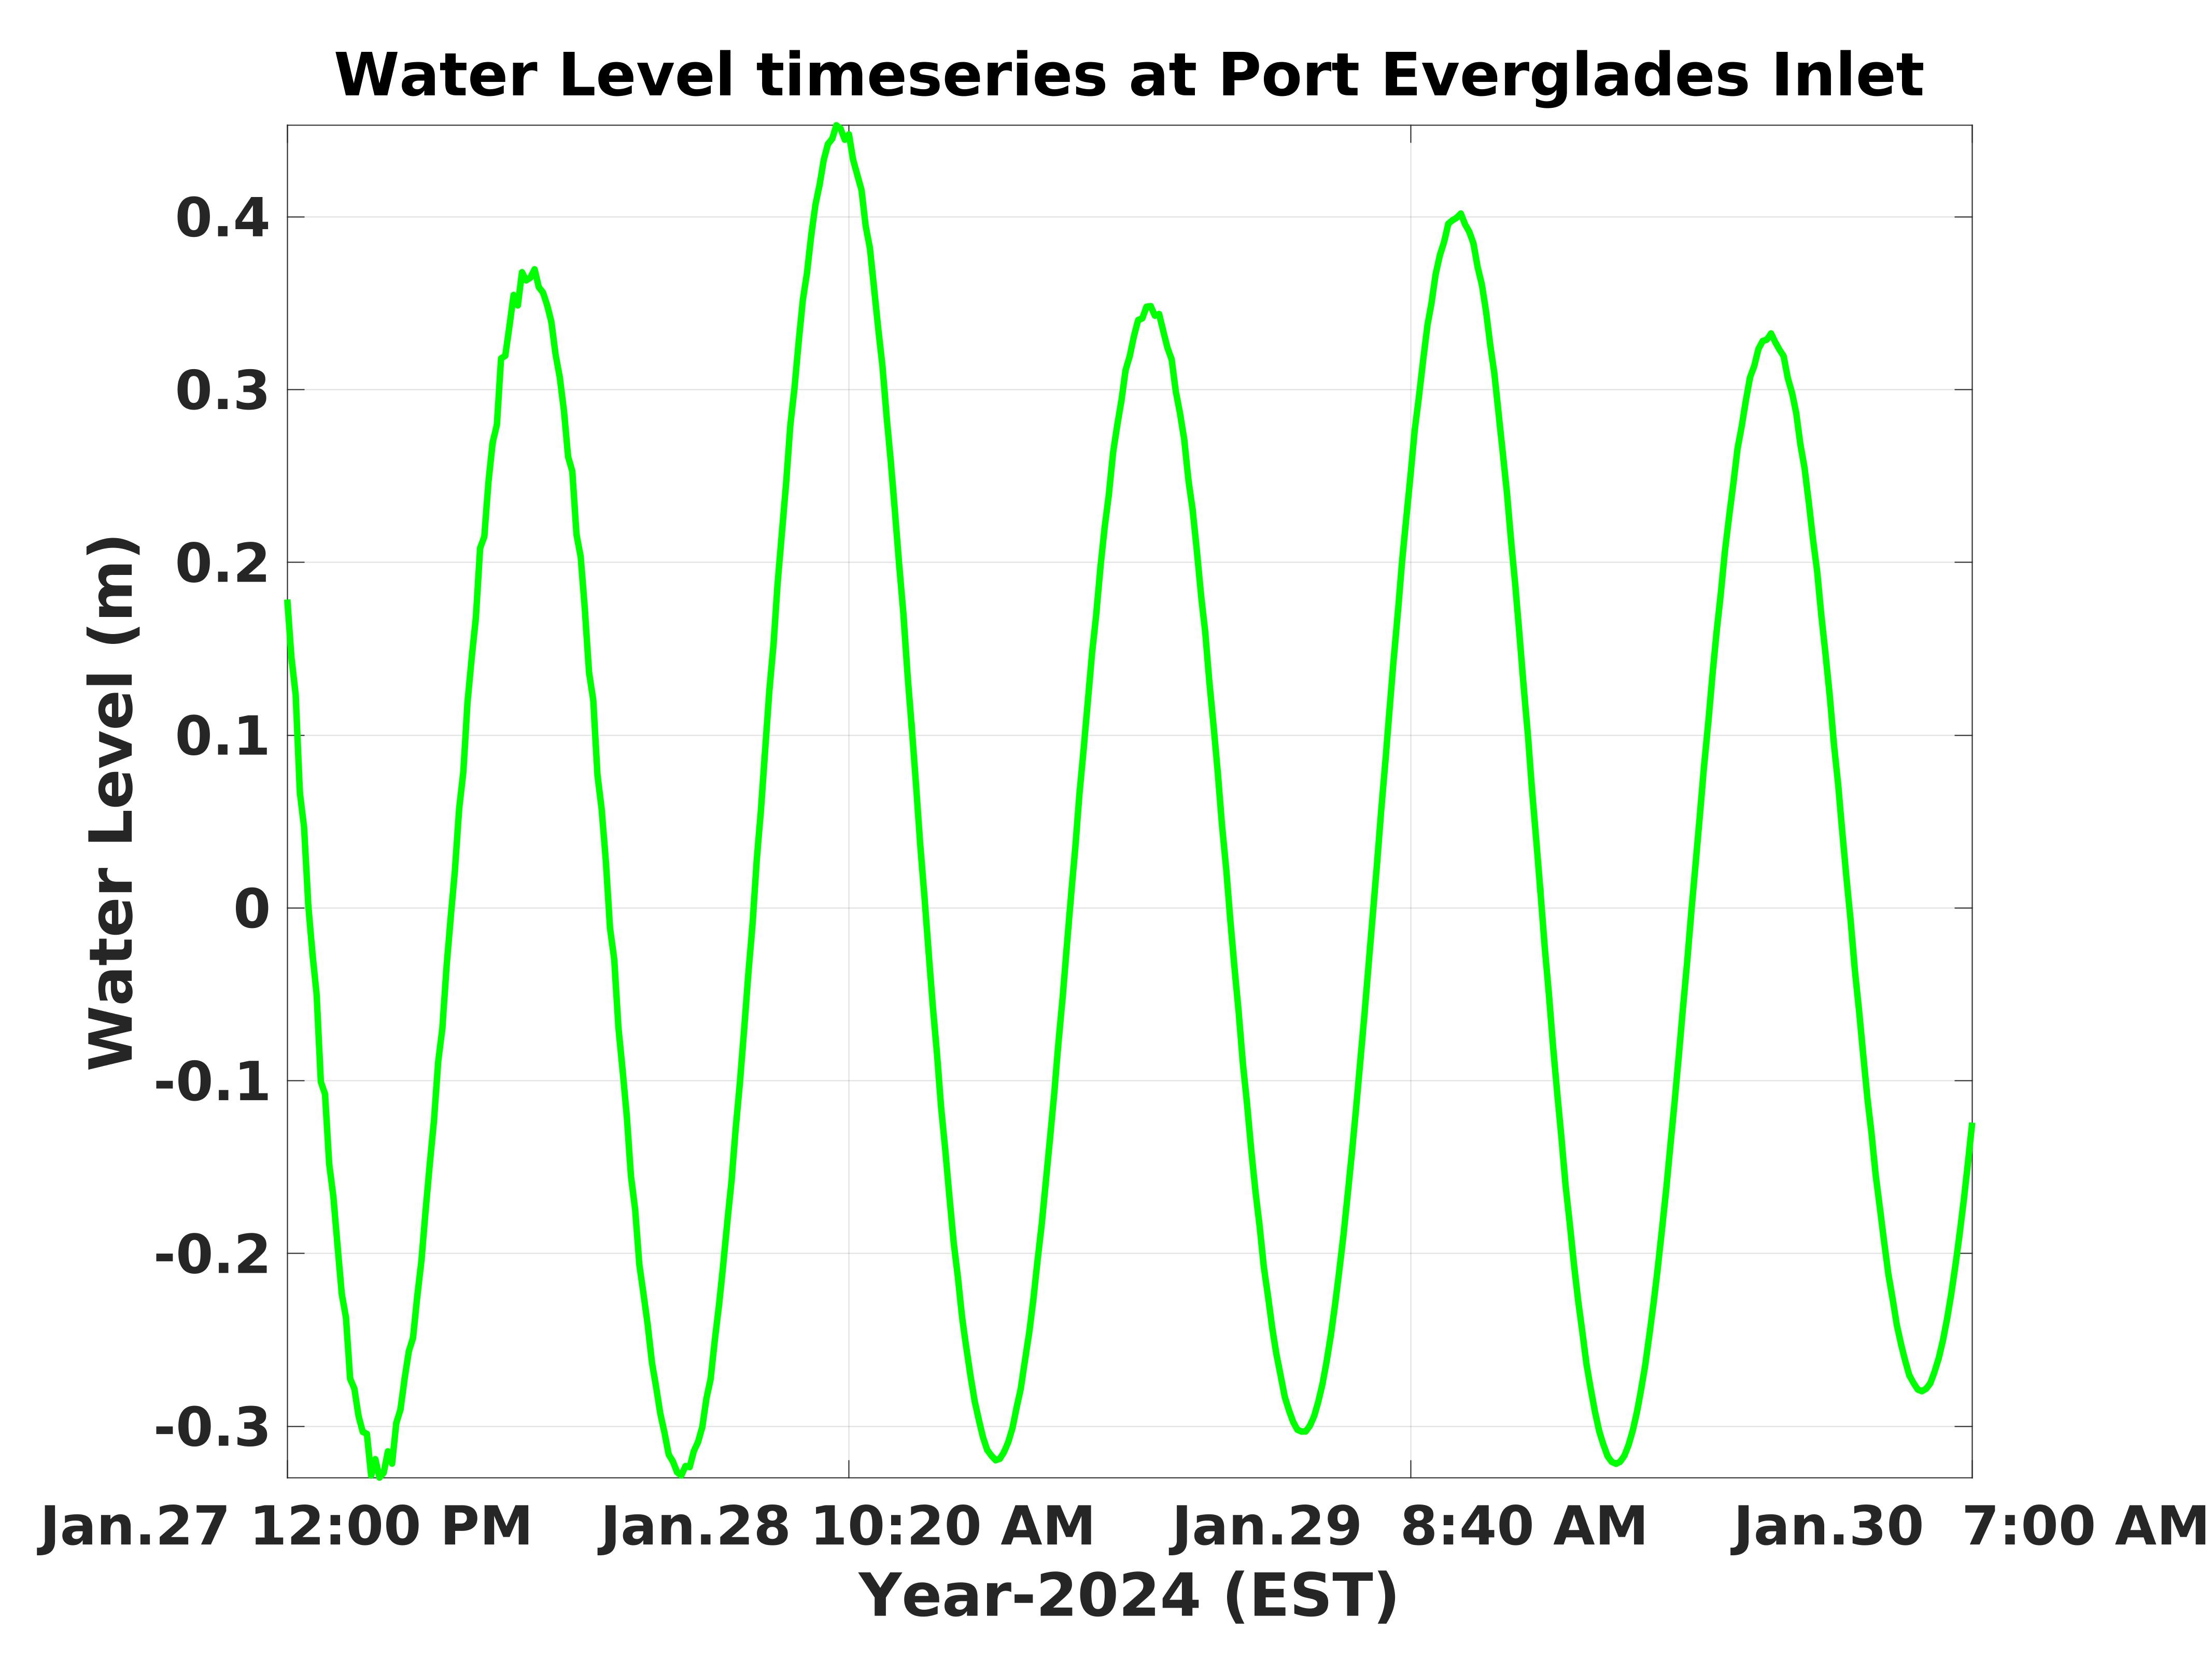 Water Level timeseries at Port Everglades Inlet
0.4
0.3
0.2
0.1
0
-0.1
-0.2
-0.3
Water Level (m)
Jan.27 12:00 PM Jan.28 10:20 AM Jan.29 8:40 AM Jan.30 7:00 AM
Year-2024 (EST)